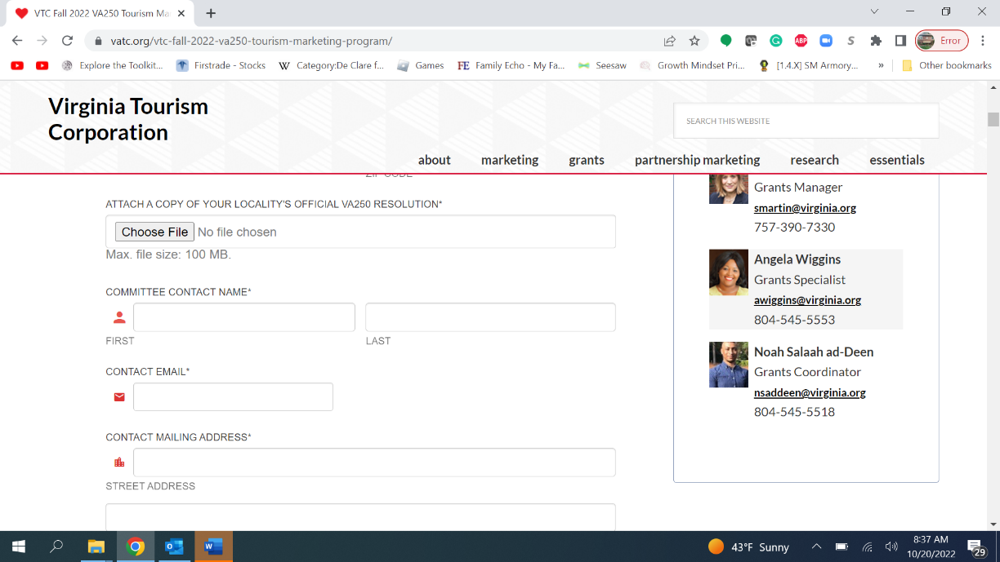 VTC Fall 2022 VA250 Tourism Ma
vatc.org/vtc-fall-2022-va250-tourism-marketing-program/
ABP
S
Error
Explore the Toolkit...
Firstrade - Stocks
W Category:De Clare f...
Games
FE Family Echo - My Fa...
Seesaw
Growth Mindset Pri...
[1.4.X] SM Armory...
»
Other bookmarks
Virginia Tourism
Corporation
SEARCH THIS WEBSITE
about marketing grants partnership marketing research essentials
ZIP CODE
ATTACH A COPY OF YOUR LOCALITY'S OFFICIAL VA250 RESOLUTION*
Choose File No file chosen
Max. file size: 100 MB.
COMMITTEE CONTACT NAME*
FIRST LAST
CONTACT EMAIL*
CONTACT MAILING ADDRESS*
STREET ADDRESS
Grants Manager
smartin@virginia.org
757-390-7330
Angela Wiggins
Grants Specialist
awiggins@virginia.org
804-545-5553
Noah Salaah ad-Deen
Grants Coordinator
nsaddeen@virginia.org
804-545-5518
43°F Sunny
8:37 AM
10/20/2022
29